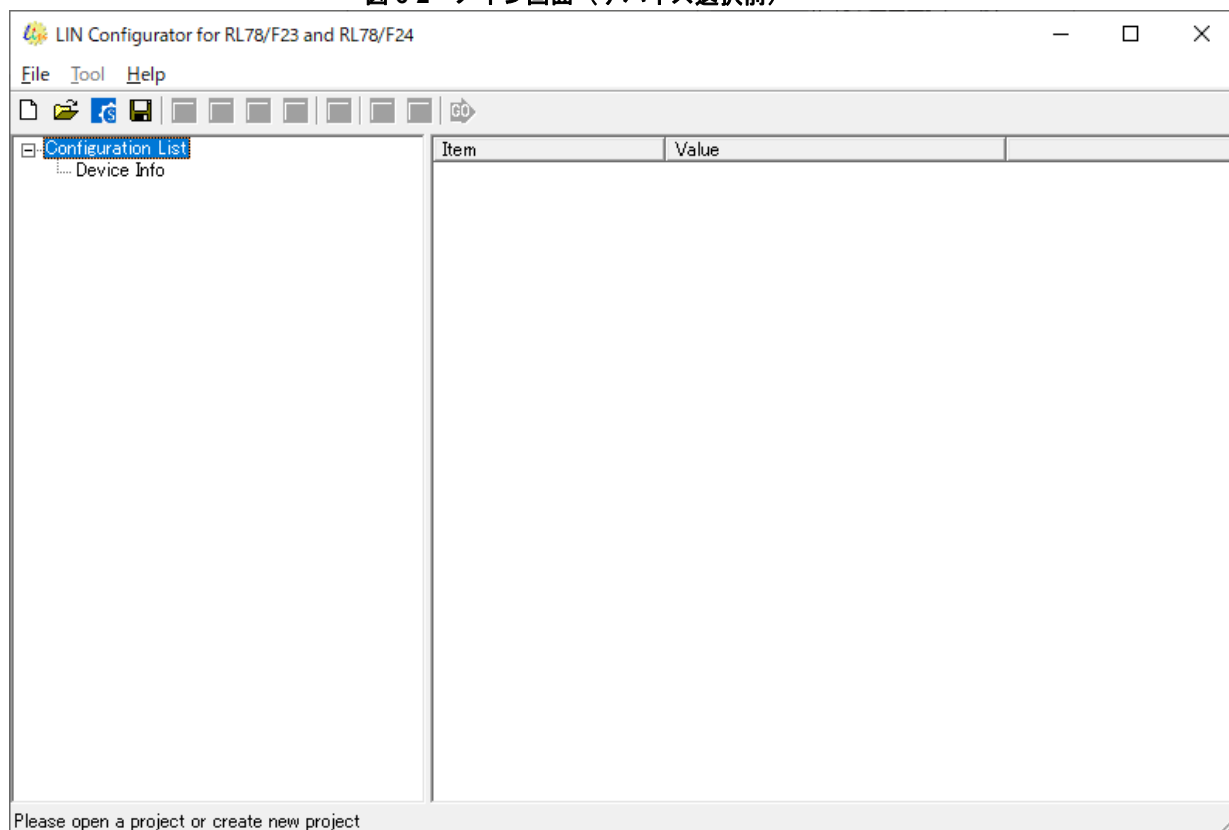 LIN Configurator for RL78/F23 and RL78/F24
File Tool Help
S GO
Configuration List
Device Info
Item Value
Please open a project or create new project